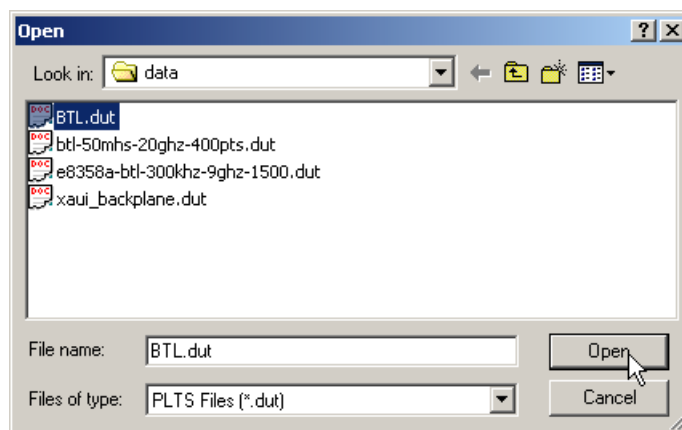 Open
Look in: data
BTL.dut
btl-50mhs-20ghz-400pts.dut
e8358a-btl-300khz-9ghz-1500.dut
xaui_backplane.dut
File name: BTL.dut Open
Files of type: PLTS Files (*.dut) Cancel